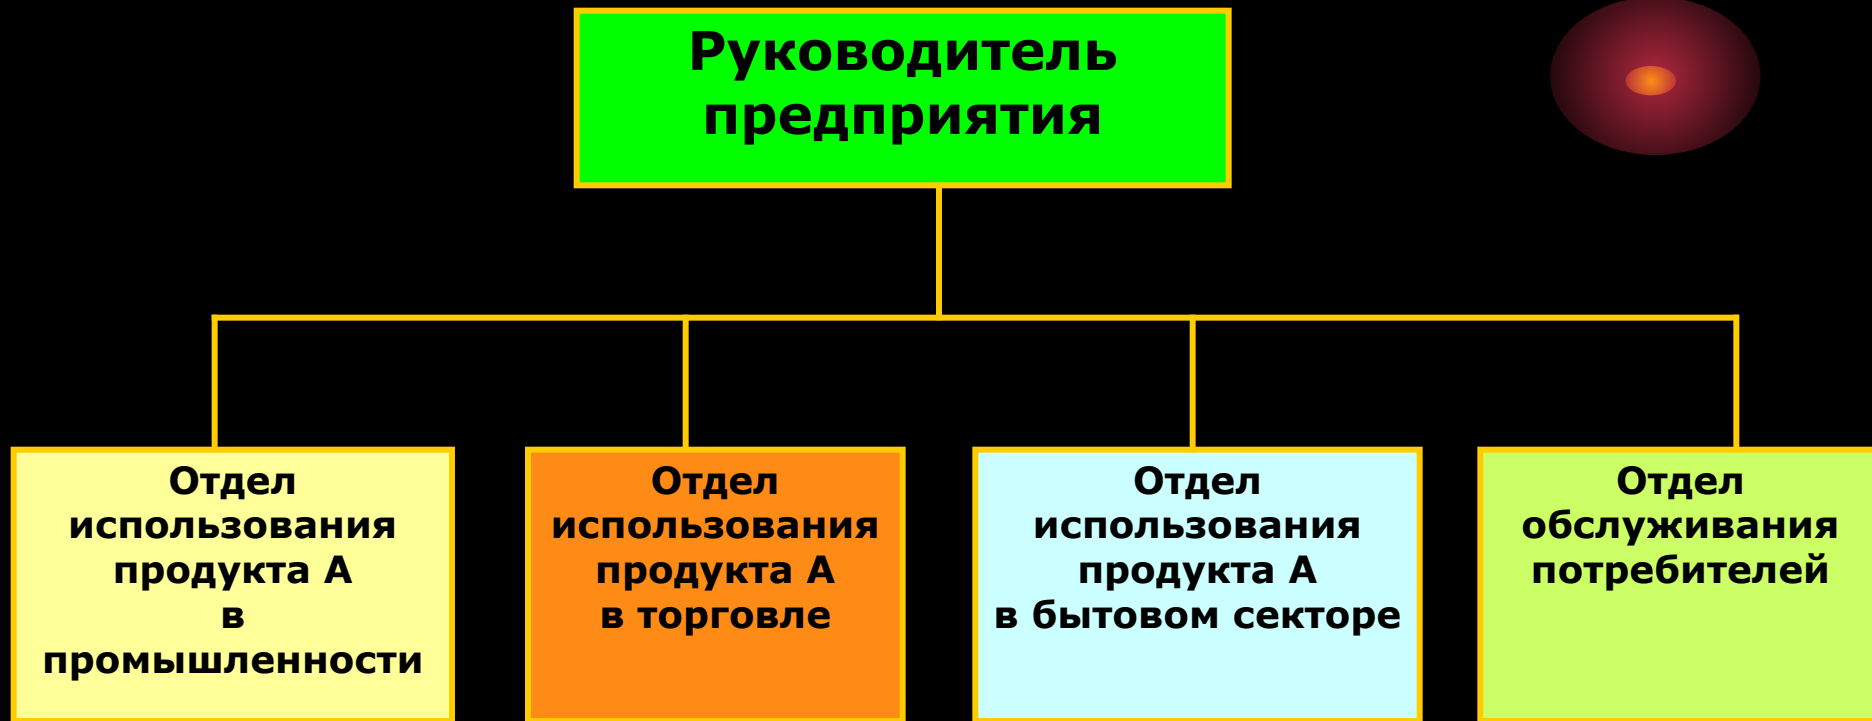 Руководитель
предприятия
Отдел
использования
продукта А
в
промышленности
Отдел
использования
продукта А
в торговле
Отдел
использования
продукта А
в бытовом секторе
Отдел
обслуживания
потребителей